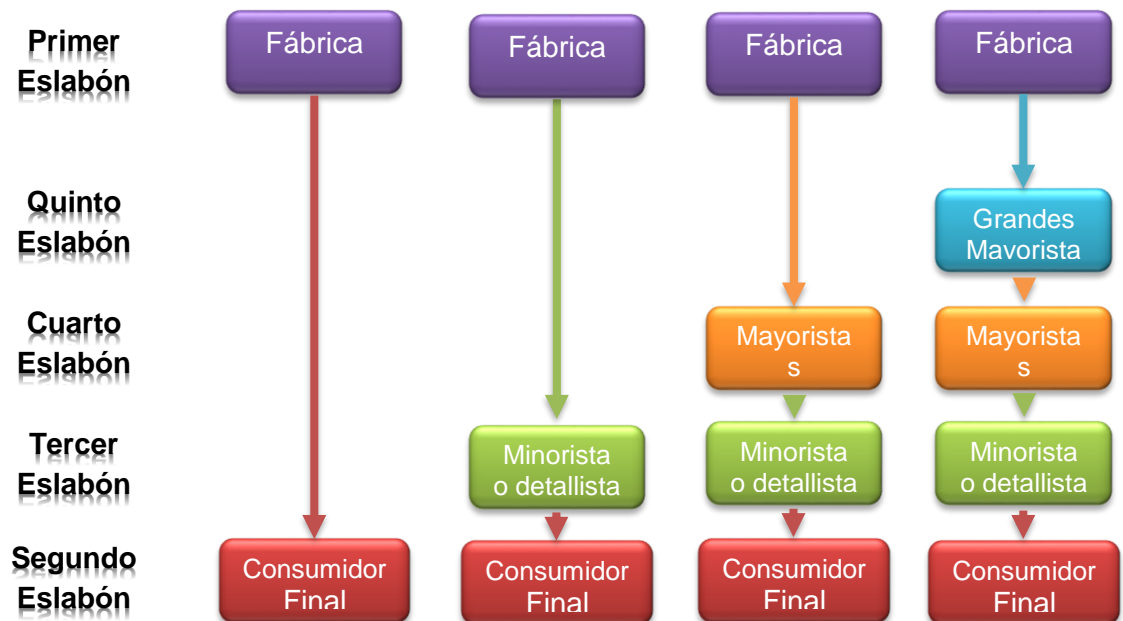 Primer
Eslabón
Fábrica
Fábrica
Fábrica
Fábrica
Quinto
Eslabón
Grandes
Mayorista
Cuarto
Eslabón
Mayorista
s
Mayorista
s
Tercer
Eslabón
Minorista
o detallista
Minorista
o detallista
Minorista
o detallista
Segundo
Eslabón
Consumidor
Final
Consumidor
Final
Consumidor
Final
Consumidor
Final